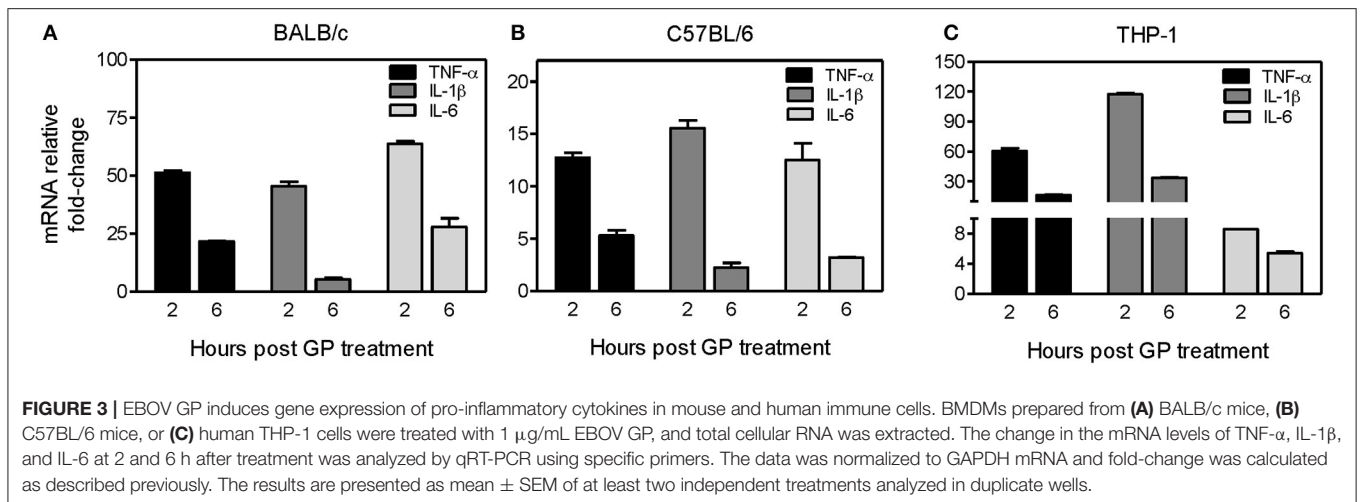 A
BALB/c
100
75
50
25
0
mRNA relative
fold-change
TNF-α
IL-1β
IL-6
2 6 2 6 2 6
Hours post GP treatment
B
C57BL/6
20
15
10
5
0
TNF-α
IL-1β
IL-6
2 6 2 6 2 6
Hours post GP treatment
C
THP-1
150
120
90
60
30
8
4
0
TNF-α
IL-1β
IL-6
2 6 2 6 2 6
Hours post GP treatment
FIGURE 3 | EBOV GP induces gene expression of pro-inflammatory cytokines in mouse and human immune cells. BMDMs prepared from (A) BALB/c mice, (B)
C57BL/6 mice, or (C) human THP-1 cells were treated with 1 μg/mL EBOV GP, and total cellular RNA was extracted. The change in the mRNA levels of TNF-α, IL-1β,
and IL-6 at 2 and 6 h after treatment was analyzed by qRT-PCR using specific primers. The data was normalized to GAPDH mRNA and fold-change was calculated
as described previously. The results are presented as mean ± SEM of at least two independent treatments analyzed in duplicate wells.